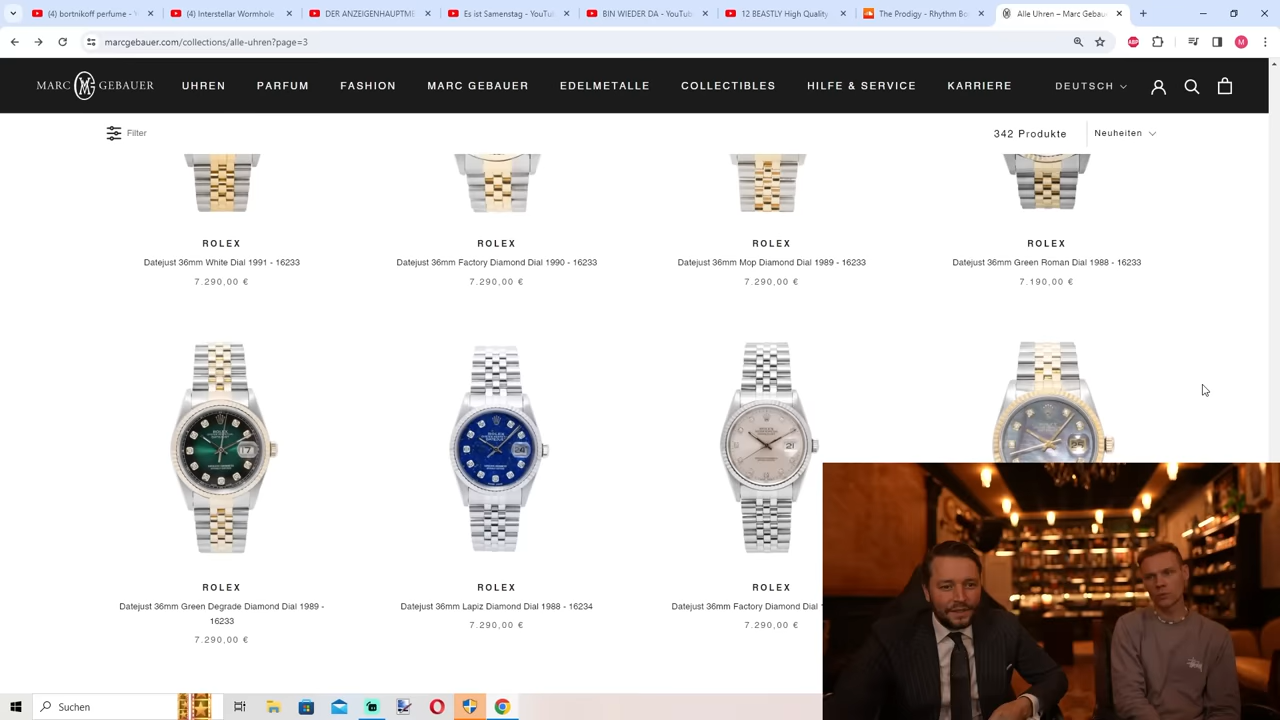 (4) bortnikoff perfumes -
(4) Interstellar Wormhole
DER ANZEIGENHAUPTME
Es ist Samenstag - YouTu
BIN WIEDER DA - YouTub
12 BEASTLY High Quality
The Prodigy - Rhythm Bo
Alle Uhren – Marc Gebau
marcgebauer.com/collections/alle-uhren?page=3
ABP
M
MARC MG GEBAUER
UHREN
PARFUM
FASHION
MARC GEBAUER
EDELMETALLE
COLLECTIBLES
HILFE & SERVICE
KARRIERE
DEUTSCH
Filter
342 Produkte
Neuheiten
ROLEX
Datejust 36mm White Dial 1991 - 16233
7.290,00 €
ROLEX
Datejust 36mm Factory Diamond Dial 1990 - 16233
7.290,00 €
ROLEX
Datejust 36mm Mop Diamond Dial 1989 - 16233
7.290,00 €
ROLEX
Datejust 36mm Green Roman Dial 1988 - 16233
7.190,00 €
ROLEX
Datejust 36mm Green Degrade Diamond Dial 1989 -
16233
7.290,00 €
ROLEX
Datejust 36mm Lapiz Diamond Dial 1988 - 16234
7.290,00 €
ROLEX
Datejust 36mm Factory Diamond Dial
7.290,00 €
Suchen